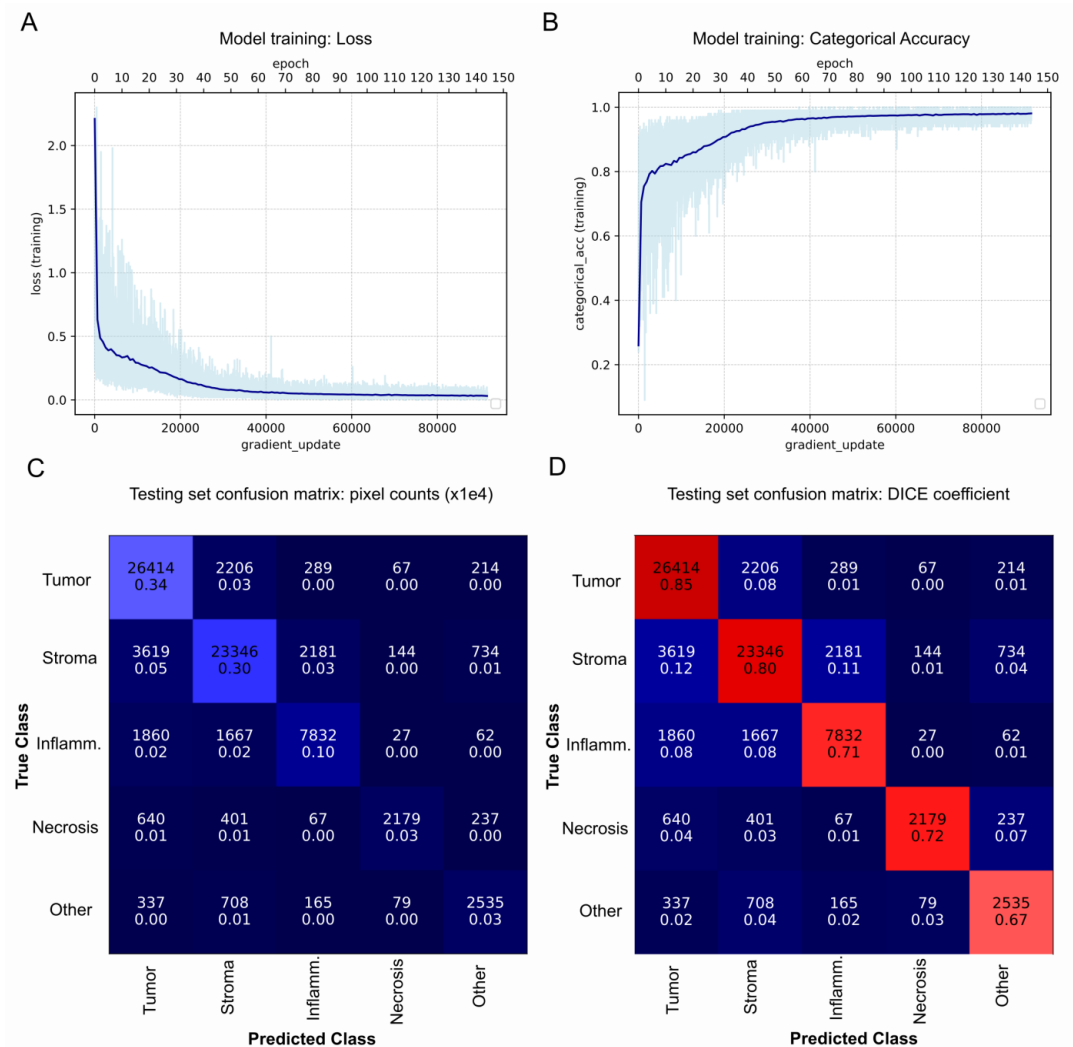 A
Model training: Loss
epoch
0 10 20 30 40 50 60 70 80 90 100 110 120 130 140 150
2.0
1.5
1.0
0.5
0.0
loss (training)
0 20000 40000 60000 80000
gradient_update
B
Model training: Categorical Accuracy
epoch
0 10 20 30 40 50 60 70 80 90 100 110 120 130 140 150
1.0
0.8
0.6
0.4
0.2
categorical_acc (training)
0 20000 40000 60000 80000
gradient_update
C
Testing set confusion matrix: pixel counts (x1e4)
True Class
Tumor
26414 2206 289 67 214
0.34 0.03 0.00 0.00 0.00
Stroma
3619 23346 2181 144 734
0.05 0.30 0.03 0.00 0.01
Inflamm.
1860 1667 7832 27 62
0.02 0.02 0.10 0.00 0.00
Necrosis
640 401 67 2179 237
0.01 0.01 0.00 0.03 0.00
Other
337 708 165 79 2535
0.00 0.01 0.00 0.00 0.03
Tumor Stroma Inflamm. Necrosis Other
Predicted Class
D
Testing set confusion matrix: DICE coefficient
True Class
Tumor
26414 2206 289 67 214
0.85 0.08 0.01 0.00 0.01
Stroma
3619 23346 2181 144 734
0.12 0.80 0.11 0.01 0.04
Inflamm.
1860 1667 7832 27 62
0.08 0.08 0.71 0.00 0.01
Necrosis
640 401 67 2179 237
0.04 0.03 0.01 0.72 0.07
Other
337 708 165 79 2535
0.02 0.04 0.02 0.03 0.67
Tumor Stroma Inflamm. Necrosis Other
Predicted Class